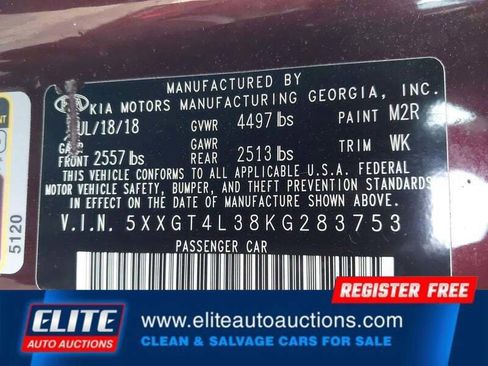 MANUFACTURED BY
KIA KIA MOTORS MANUFACTURING GEORGIA, INC.
JUL/18/18 GVWR 4497 lbs PAINT M2R
FRONT 2557 lbs GAWR REAR 2513 lbs TRIM WK
THIS VEHICLE CONFORMS TO ALL APPLICABLE U.S.A. FEDERAL
MOTOR VEHICLE SAFETY, BUMPER, AND THEFT PREVENTION STANDARDS
IN EFFECT ON THE DATE OF MANUFACTURE SHOWN ABOVE.
V.I.N. 5XXGT4L38KG283753
PASSENGER CAR
5120
REGISTER FREE
ELITE
AUTO AUCTIONS
www.eliteautoauctions.com
CLEAN & SALVAGE CARS FOR SALE